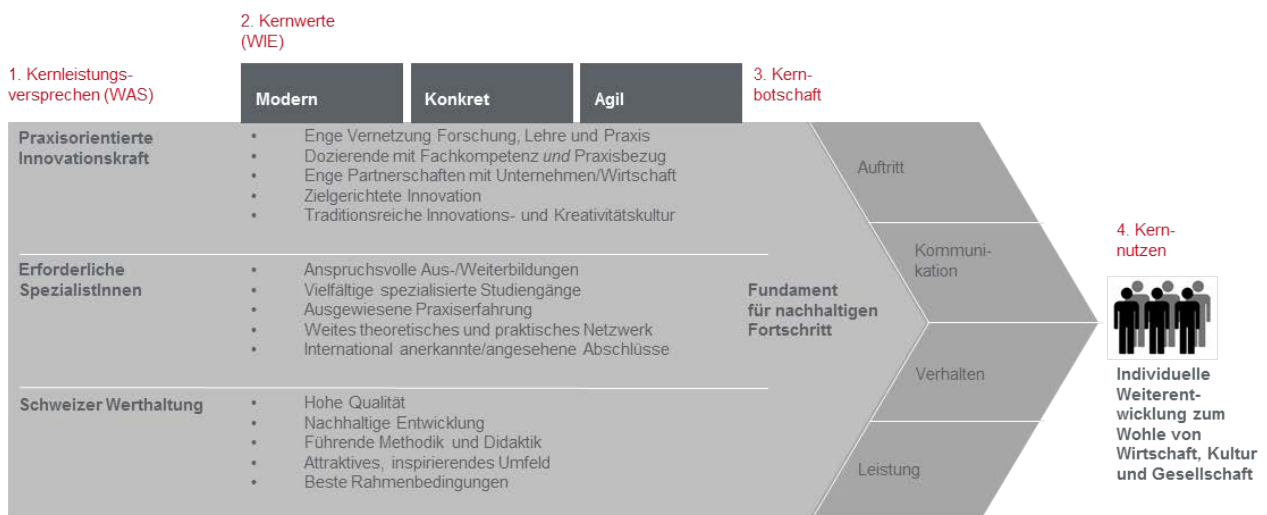 2. Kernwerte
(WIE)
1. Kernleistungs-
versprechen (WAS)
Modern
Konkret
Agil
3. Kern-
botschaft
Praxisorientierte
Innovationskraft
• Enge Vernetzung Forschung, Lehre und Praxis
• Dozierende mit Fachkompetenz und Praxisbezug
• Enge Partnerschaften mit Unternehmen/Wirtschaft
• Zielgerichtete Innovation
• Traditionsreiche Innovations- und Kreativitätskultur
Erforderliche
SpezialistInnen
• Anspruchsvolle Aus-/Weiterbildungen
• Vielfältige spezialisierte Studiengänge
• Ausgewiesene Praxiserfahrung
• Weites theoretisches und praktisches Netzwerk
• International anerkannte/angesehene Abschlüsse
Schweizer Werthaltung
• Hohe Qualität
• Nachhaltige Entwicklung
• Führende Methodik und Didaktik
• Attraktives, inspirierendes Umfeld
• Beste Rahmenbedingungen
Fundament
für nachhaltigen
Fortschritt
Auftritt
Kommuni-
kation
Verhalten
Leistung
4. Kern-
nutzen
Individuelle
Weiterent-
wicklung zum
Wohle von
Wirtschaft, Kultur
und Gesellschaft